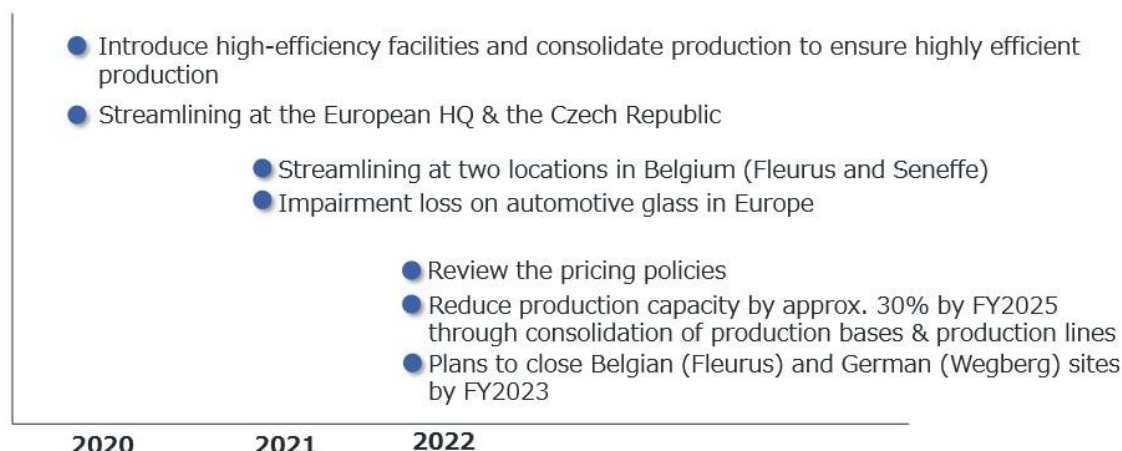 Introduce high-efficiency facilities and consolidate production to ensure highly efficient
production
Streamlining at the European HQ & the Czech Republic
Streamlining at two locations in Belgium (Fleurus and Seneffe)
Impairment loss on automotive glass in Europe
Review the pricing policies
Reduce production capacity by approx. 30% by FY2025
through consolidation of production bases & production lines
Plans to close Belgian (Fleurus) and German (Wegberg) sites
by FY2023
2020 2021 2022